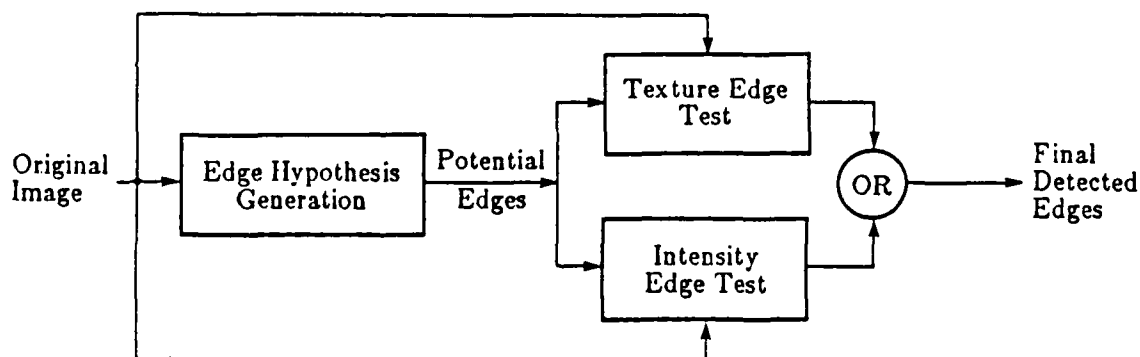 Original
Image
Edge Hypothesis
Generation
Potential
Edges
Texture Edge
Test
Intensity
Edge Test
OR
Final
Detected
Edges